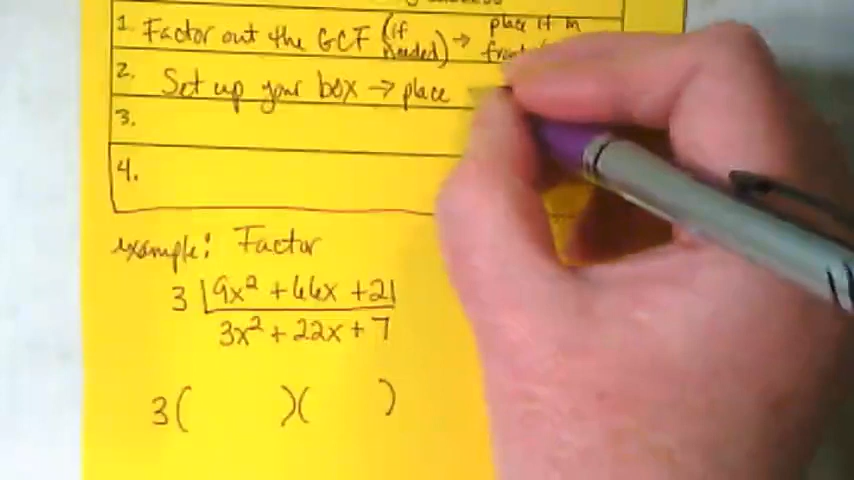 1. Factor out the GCF (if needed) → place it in
2. Set up your box → place
3.
4.
example: Factor
3 9x² + 66x + 21
3x² + 22x + 7
3( )( )